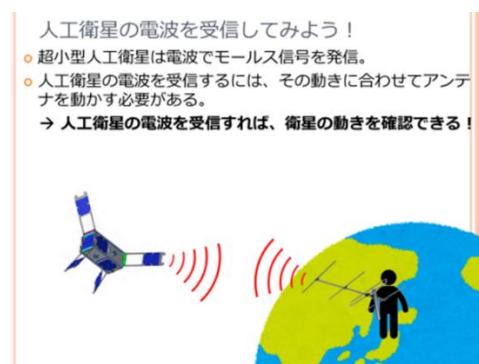 人工衛星の電波を受信してみよう！
超小型人工衛星は電波でモールス信号を発信。
人工衛星の電波を受信するには、その動きに合わせてアンテ
ナを動かす必要がある。
→ 人工衛星の電波を受信すれば、衛星の動きを確認できる！